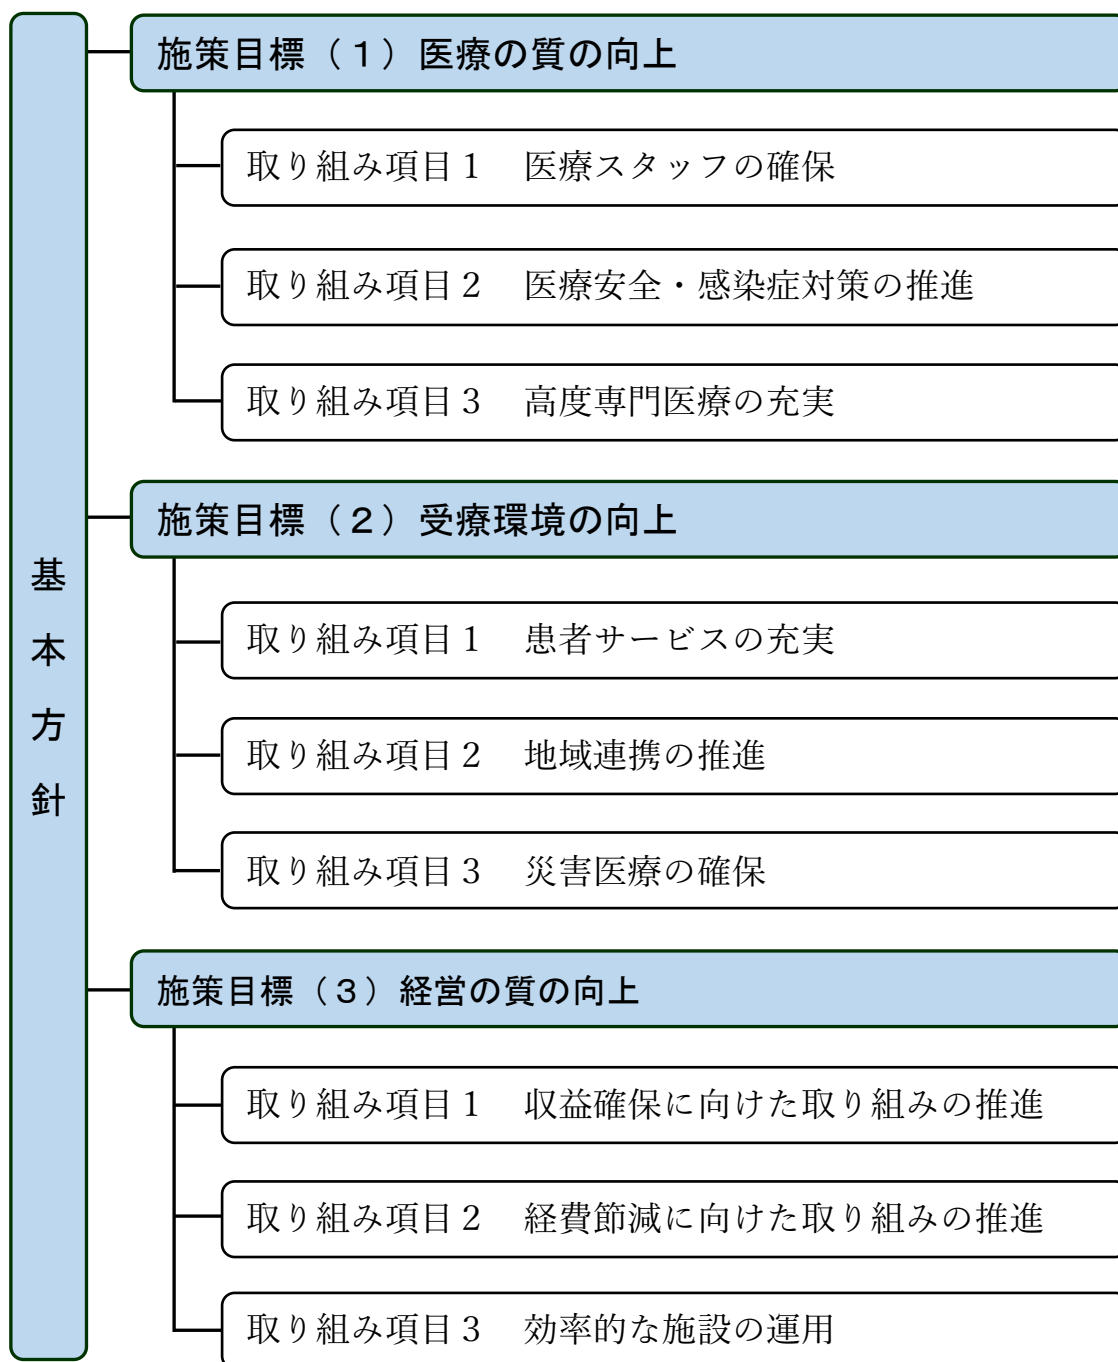 基本方針
施策目標（１）医療の質の向上
取り組み項目１　医療スタッフの確保
取り組み項目２　医療安全・感染症対策の推進
取り組み項目３　高度専門医療の充実
施策目標（２）受療環境の向上
取り組み項目１　患者サービスの充実
取り組み項目２　地域連携の推進
取り組み項目３　災害医療の確保
施策目標（３）経営の質の向上
取り組み項目１　収益確保に向けた取り組みの推進
取り組み項目２　経費節減に向けた取り組みの推進
取り組み項目３　効率的な施設の運用